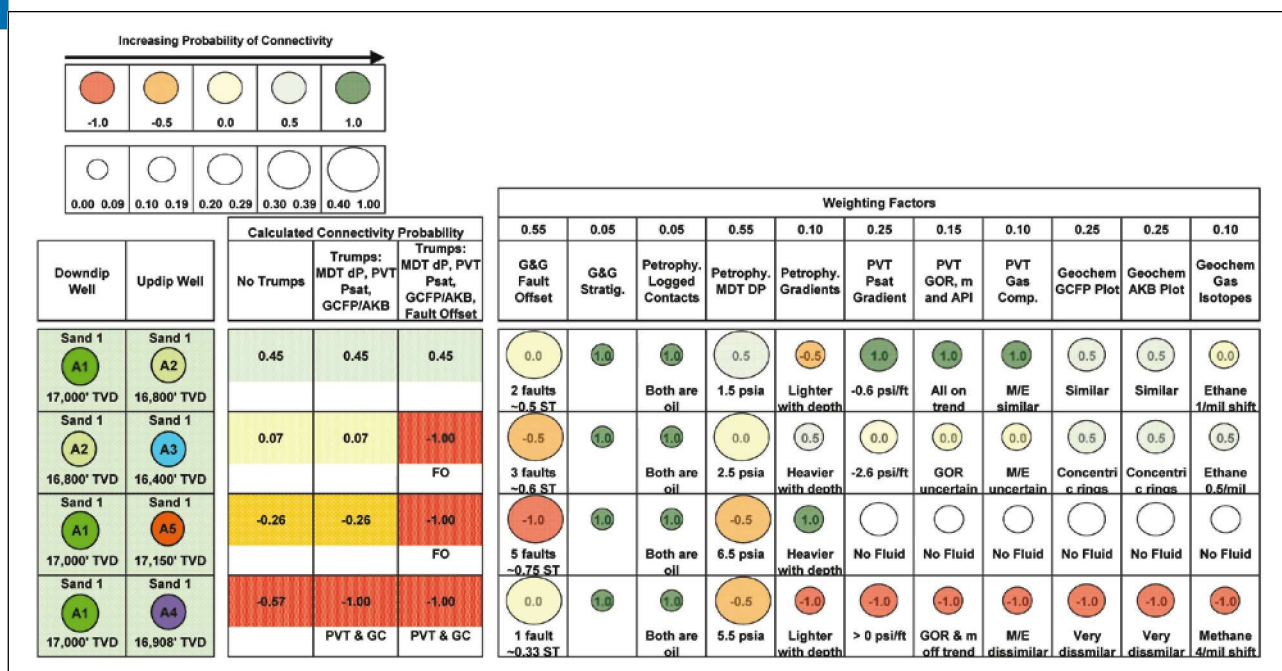 Increasing Probability of Connectivity
-1.0 -0.5 0.0 0.5 1.0
0.00 0.09 0.10 0.19 0.20 0.29 0.30 0.39 0.40 1.00
Weighting Factors
Calculated Connectivity Probability
0.55 0.05 0.05 0.55 0.10 0.25 0.15 0.10 0.25 0.25 0.10
Downdip
Well
Updip Well
No Trumps
Trumps:
MDT dP, PVT
Psat,
GCFP/AKB
Trumps:
MDT dP, PVT
Psat,
GCFP/AKB,
Fault Offset
G&G
Fault
Offset
G&G
Stratig.
Petrophy.
Logged
Contacts
Petrophy.
MDT DP
Petrophy.
Gradients
PVT
Psat
Gradient
PVT
GOR, m
and API
PVT
Gas
Comp.
Geochem
GCFP Plot
Geochem
AKB Plot
Geochem
Gas
Isotopes
Sand 1
A1
17,000' TVD
Sand 1
A2
16,800' TVD
0.45 0.45 0.45
0.0 1.0 1.0 0.5 -0.5 1.0 1.0 1.0 0.5 0.5 0.0
2 faults
~0.5 ST
Both are
oil
1.5 psia
Lighter
with depth
-0.6 psi/ft
All on
trend
M/E
similar
Similar
Similar
Ethane
1/mil shift
Sand 1
A2
16,800' TVD
Sand 1
A3
16,400' TVD
0.07 0.07 -1.00
FO
-0.5 1.0 1.0 0.0 0.5 0.0 0.0 0.0 0.5 0.5 0.5
3 faults
~0.6 ST
Both are
oil
2.5 psia
Heavier
with depth
-2.6 psi/ft
GOR
uncertain
M/E
uncertain
Concentri
c rings
Concentri
c rings
Ethane
0.5/mil
Sand 1
A1
17,000' TVD
Sand 1
A5
17,150' TVD
-0.26 -0.26 -1.00
FO
-1.0 1.0 1.0 -0.5 1.0
5 faults
~0.75 ST
Both are
oil
6.5 psia
Heavier
with depth
No Fluid
No Fluid
No Fluid
No Fluid
No Fluid
No Fluid
Sand 1
A1
17,000' TVD
Sand 1
A4
16,908' TVD
-0.57 -1.00 -1.00
PVT & GC PVT & GC
0.0 1.0 1.0 -0.5 -1.0 -1.0 -1.0 -1.0 -1.0 -1.0 -1.0
1 fault
~0.33 ST
Both are
oil
5.5 psia
Lighter
with depth
> 0 psi/ft
GOR & m
off trend
M/E
dissimilar
Very
dissmilar
Very
dissmilar
Methane
4/mil shift